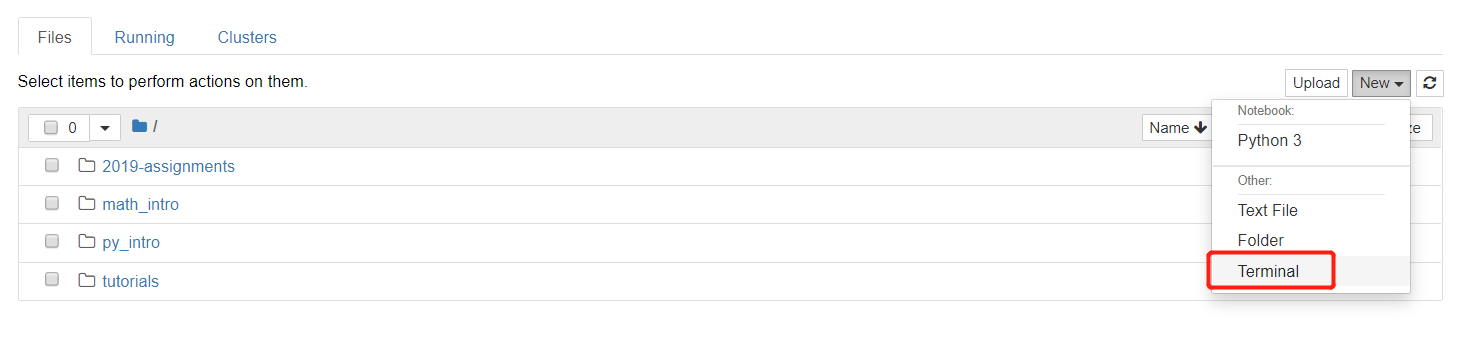 Files Running Clusters
Select items to perform actions on them.
Upload New
0 / Name
Notebook:
Python 3
Other:
Text File
Folder
Terminal
2019-assignments
math_intro
py_intro
tutorials